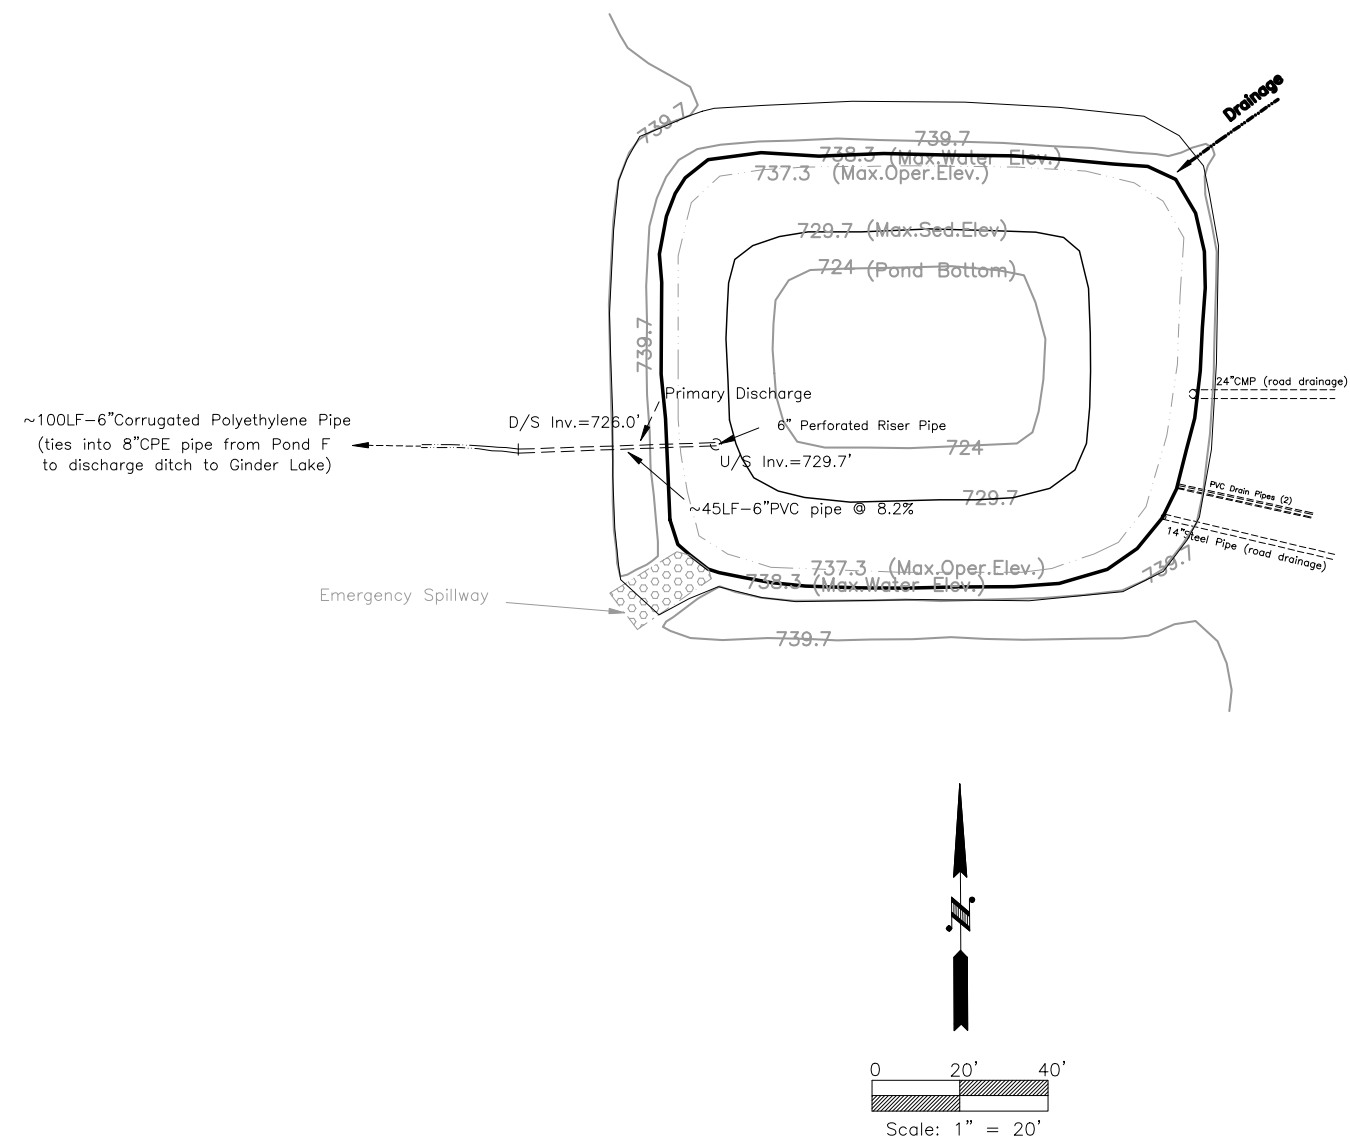 739.7
Drainage
739.7
738.3 (Max.Water Elev.)
737.3 (Max.Oper.Elev.)
729.7 (Max.Sed.Elev)
724 (Pond Bottom)
739.7
24"CMP (road drainage)
Primary Discharge
~100LF-6"Corrugated Polyethylene Pipe
(ties into 8"CPE pipe from Pond F
to discharge ditch to Ginder Lake)
D/S Inv.=726.0'
6" Perforated Riser Pipe
724
U/S Inv.=729.7'
PVC Drain Pipes (2)
729.7
~45LF-6"PVC pipe @ 8.2%
14"Steel Pipe (road drainage)
739.7
737.3 (Max.Oper.Elev.)
738.3 (Max.Water Elev.)
Emergency Spillway
739.7
N
0 20' 40'
Scale: 1" = 20'